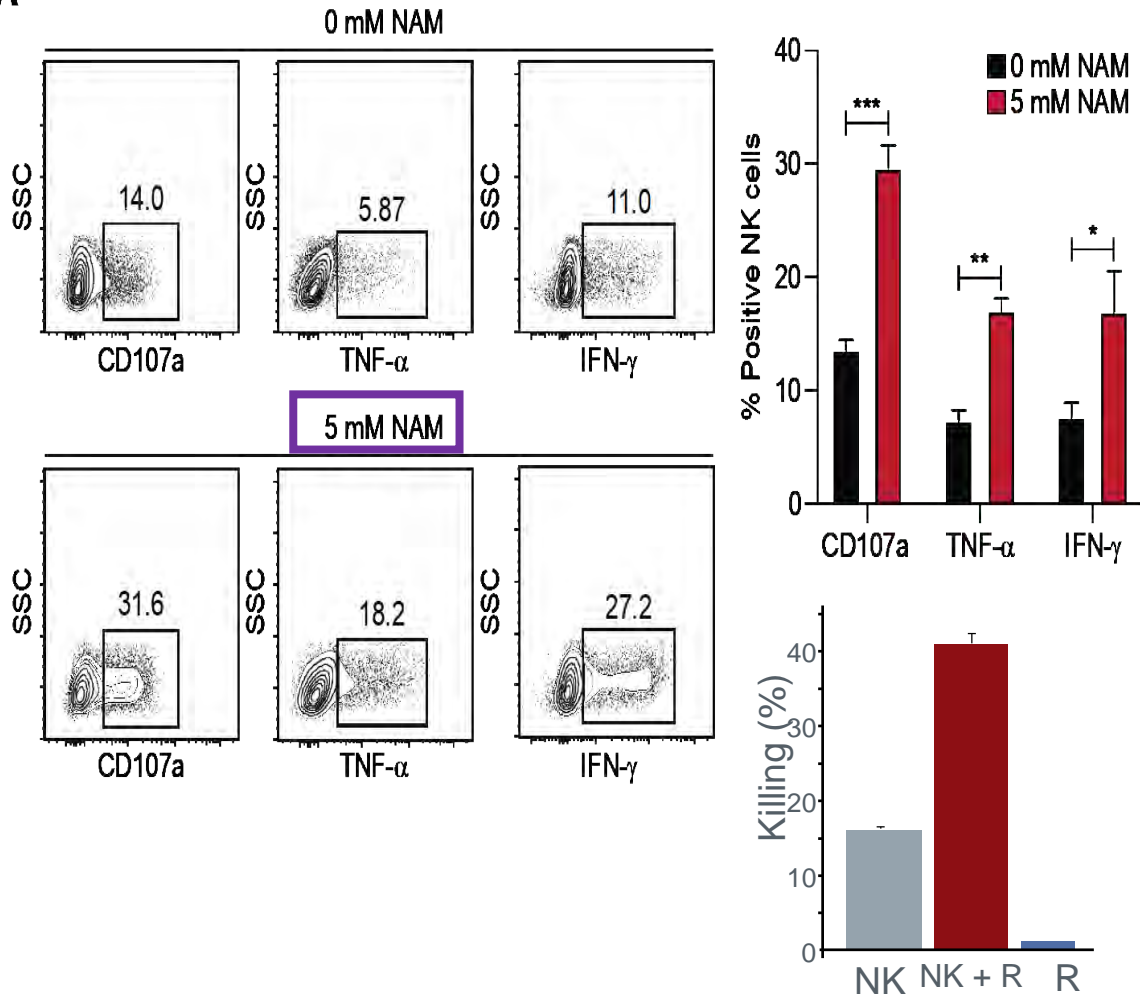 A
0 mM NAM
SSC
14.0
CD107a
SSC
5.87
TNF-α
SSC
11.0
IFN-γ
5 mM NAM
SSC
31.6
CD107a
SSC
18.2
TNF-α
SSC
27.2
IFN-γ
% Positive NK cells
40
30
20
10
0
0 mM NAM
5 mM NAM
***
**
*
CD107a
TNF-α
IFN-γ
Killing (%)
40
30
20
10
0
NK
NK + R
R